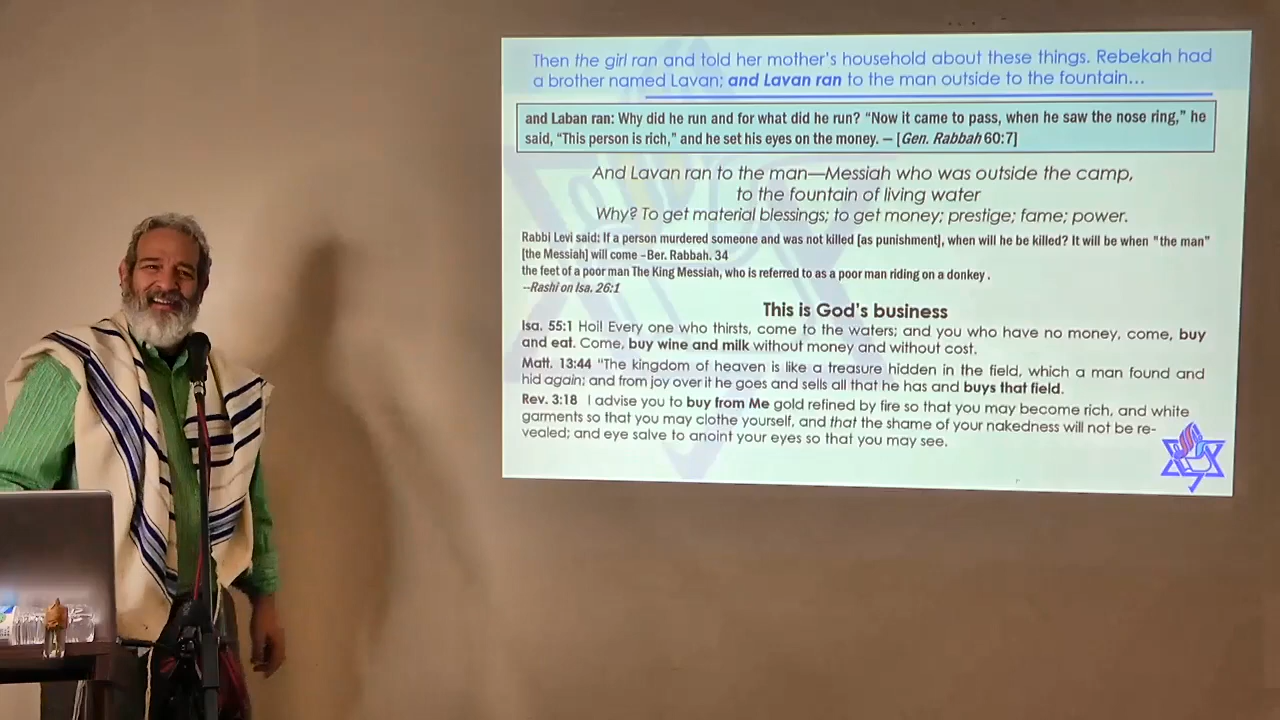 Then the girl ran and told her mother's household about these things. Rebekah had
a brother named Lavan; and Lavan ran to the man outside to the fountain…
and Laban ran: Why did he run and for what did he run? "Now it came to pass, when he saw the nose ring," he
said, "This person is rich," and he set his eyes on the money. — [Gen. Rabbah 60:7]
And Lavan ran to the man—Messiah who was outside the camp,
to the fountain of living water
Why? To get material blessings; to get money; prestige; fame; power.
Rabbi Levi said: If a person murdered someone and was not killed [as punishment], when will he be killed? It will be when "the man"
[the Messiah] will come –Ber. Rabbah. 34
the feet of a poor man The King Messiah, who is referred to as a poor man riding on a donkey .
--Rashi on Isa. 26:1
This is God's business
Isa. 55:1 Hoi! Every one who thirsts, come to the waters; and you who have no money, come, buy
and eat. Come, buy wine and milk without money and without cost.
Matt. 13:44 "The kingdom of heaven is like a treasure hidden in the field, which a man found and
hid again; and from joy over it he goes and sells all that he has and buys that field.
Rev. 3:18 I advise you to buy from Me gold refined by fire so that you may become rich, and white
garments so that you may clothe yourself, and that the shame of your nakedness will not be re-
vealed; and eye salve to anoint your eyes so that you may see.